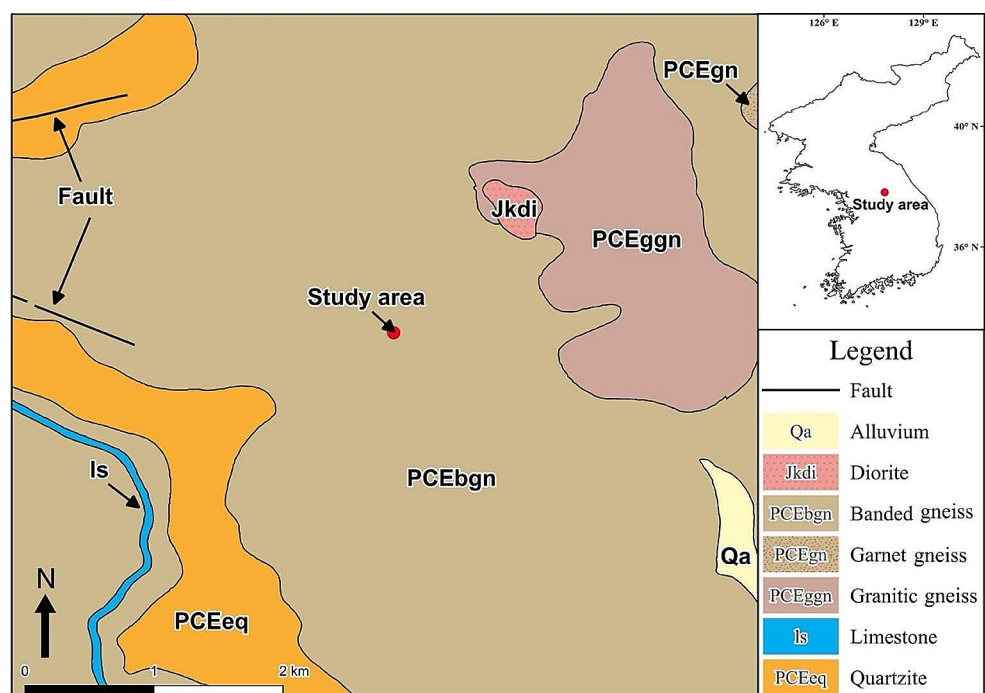 PCEgn
Fault
Jkdi
PCEggn
Study area
ls
PCEbgn
Qa
PCEeq
N
0 1 2 km
126° E 129° E
40° N
Study area
36° N
Legend
Fault
Qa Alluvium
Jkdi Diorite
PCEbgn Banded gneiss
PCEgn Garnet gneiss
PCEggn Granitic gneiss
ls Limestone
PCEeq Quartzite